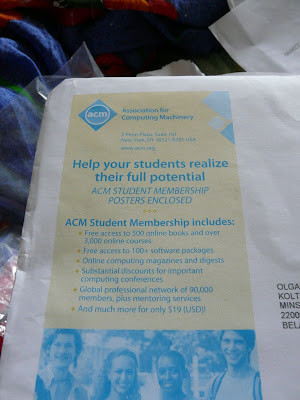 acm
Association for
Computing Machinery
2 Penn Plaza, Suite 701
New York, NY 10121-0701 USA
www.acm.org
Help your students realize
their full potential
ACM STUDENT MEMBERSHIP
POSTERS ENCLOSED
ACM Student Membership includes:
• Free access to 500 online books and over
3,000 online courses
• Free access to 100+ software packages
• Online computing magazines and digests
• Substantial discounts for important
computing conferences
• Global professional network of 90,000
members, plus mentoring services
• And much more for only $19 (USD)!
OLGA
KOLT
MINS
2200
BELA